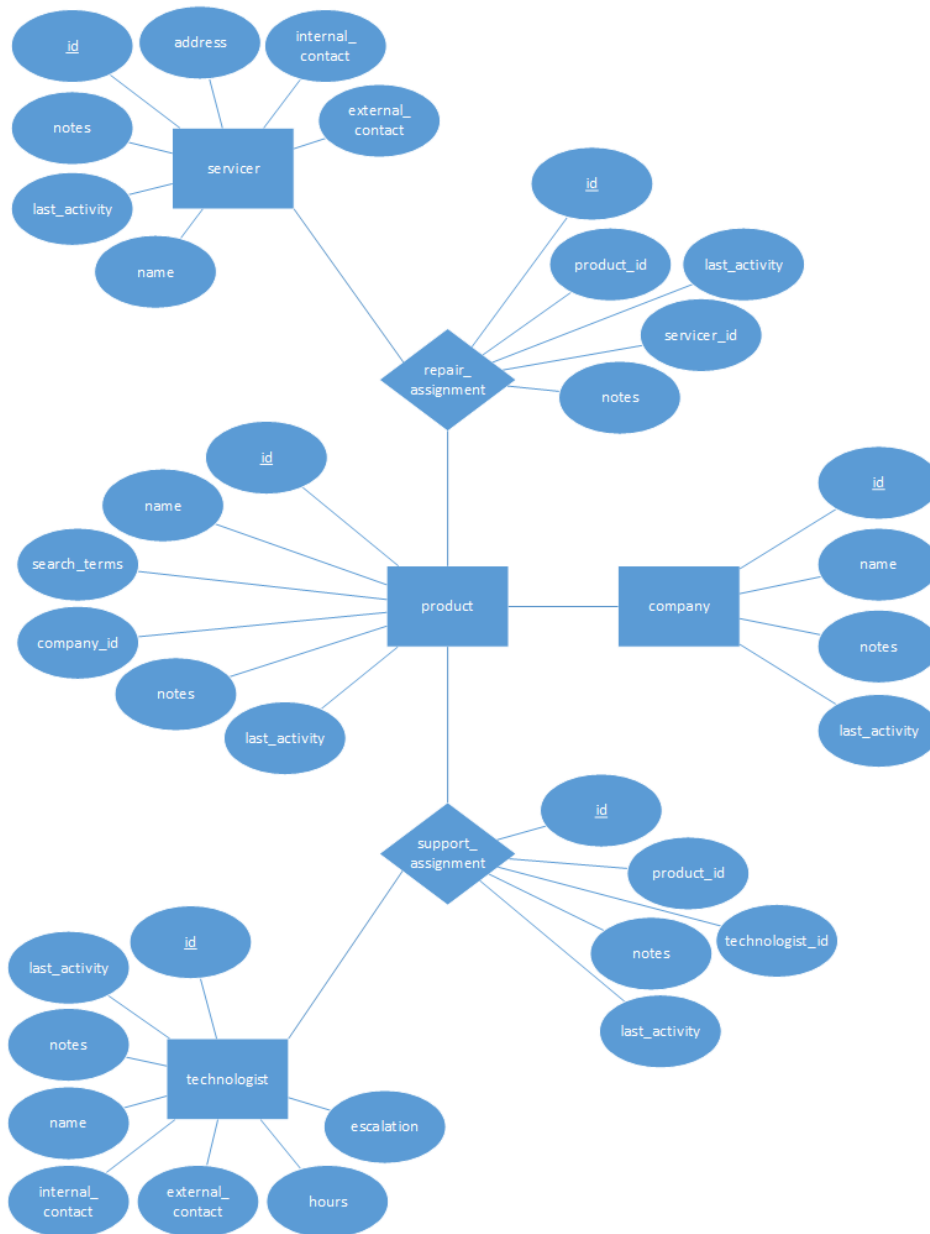 id
address
internal_
contact
notes
external_
contact
servicer
last_activity
name
id
product_id
last_activity
servicer_id
repair_
assignment
notes
id
name
search_terms
company_id
notes
last_activity
product
company
id
name
notes
last_activity
support_
assignment
id
product_id
technologist_id
notes
last_activity
id
last_activity
notes
technologist
name
escalation
internal_
contact
external_
contact
hours